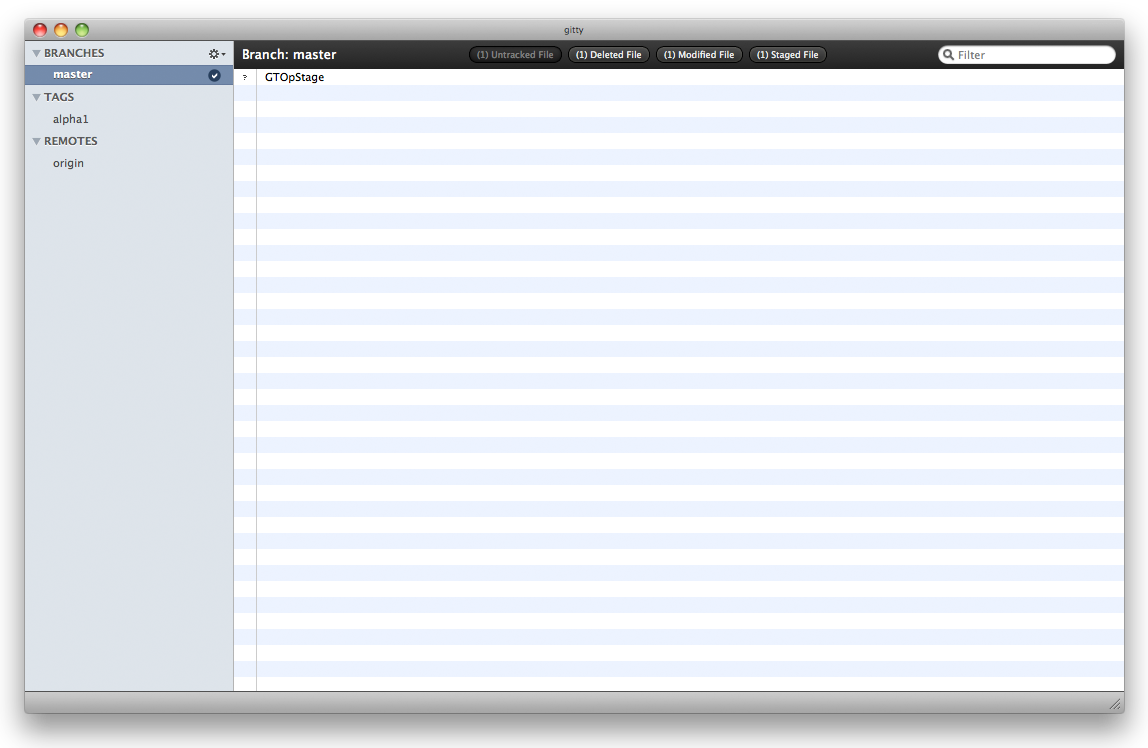 gitty
BRANCHES
master
TAGS
alpha1
REMOTES
origin
Branch: master
(1) Untracked File
(1) Deleted File
(1) Modified File
(1) Staged File
Filter
? GTOpStage